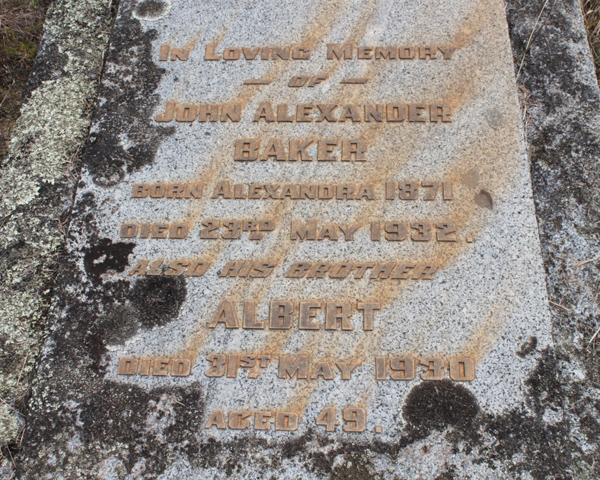 In Loving Memory
— OF —
John Alexander
BAKER
BORN ALEXANDRA 1871
DIED 23RD MAY 1932.
ALSO HIS BROTHER
ALBERT
DIED 31ST MAY 1930
AGED 49.